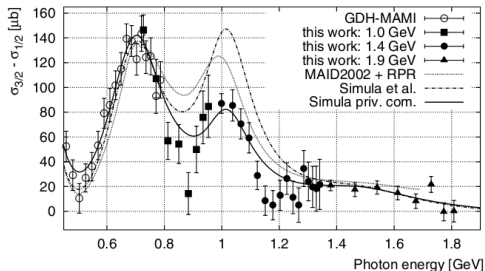 σ3/2 - σ1/2 [μb]
160
140
120
100
80
60
40
20
0
GDH-MAMI
this work: 1.0 GeV
this work: 1.4 GeV
this work: 1.9 GeV
MAID2002 + RPR
Simula et al.
Simula priv. com.
0.6 0.8 1 1.2 1.4 1.6 1.8
Photon energy [GeV]